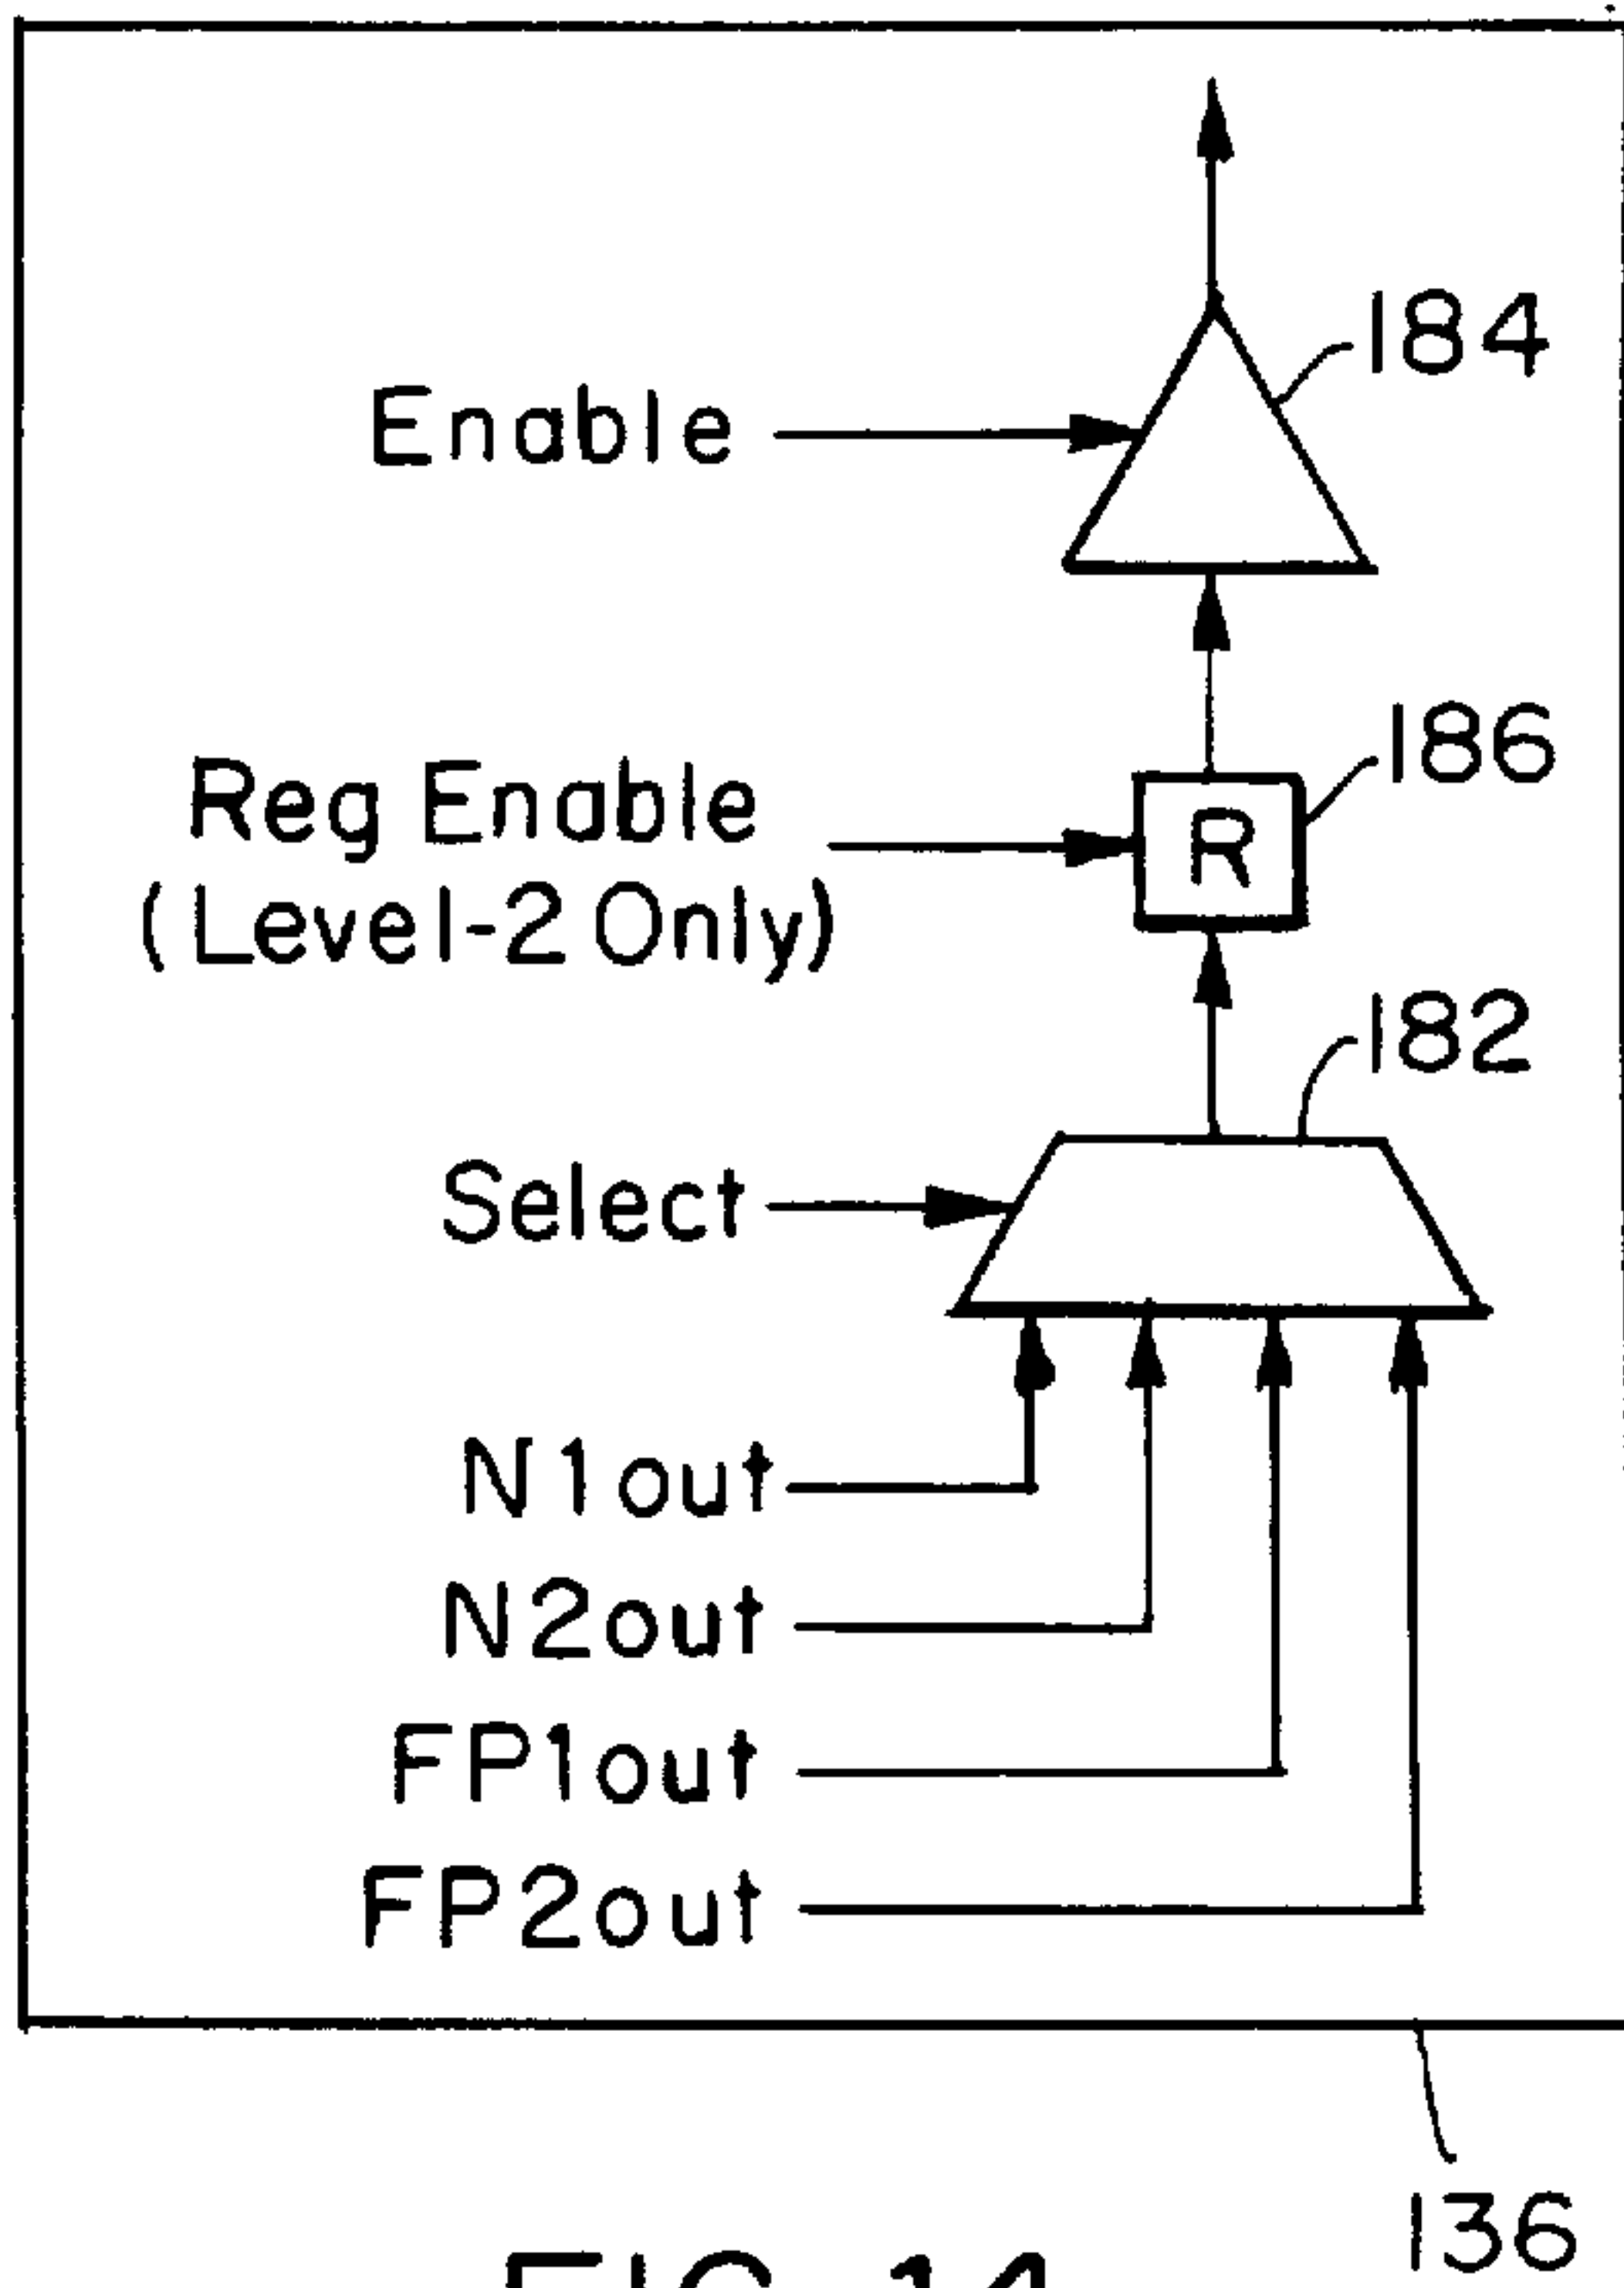 184
Enable
186
Reg Enable
(Level-2 Only)
182
Select
R
N1out
N2out
FP1out
FP2out
136